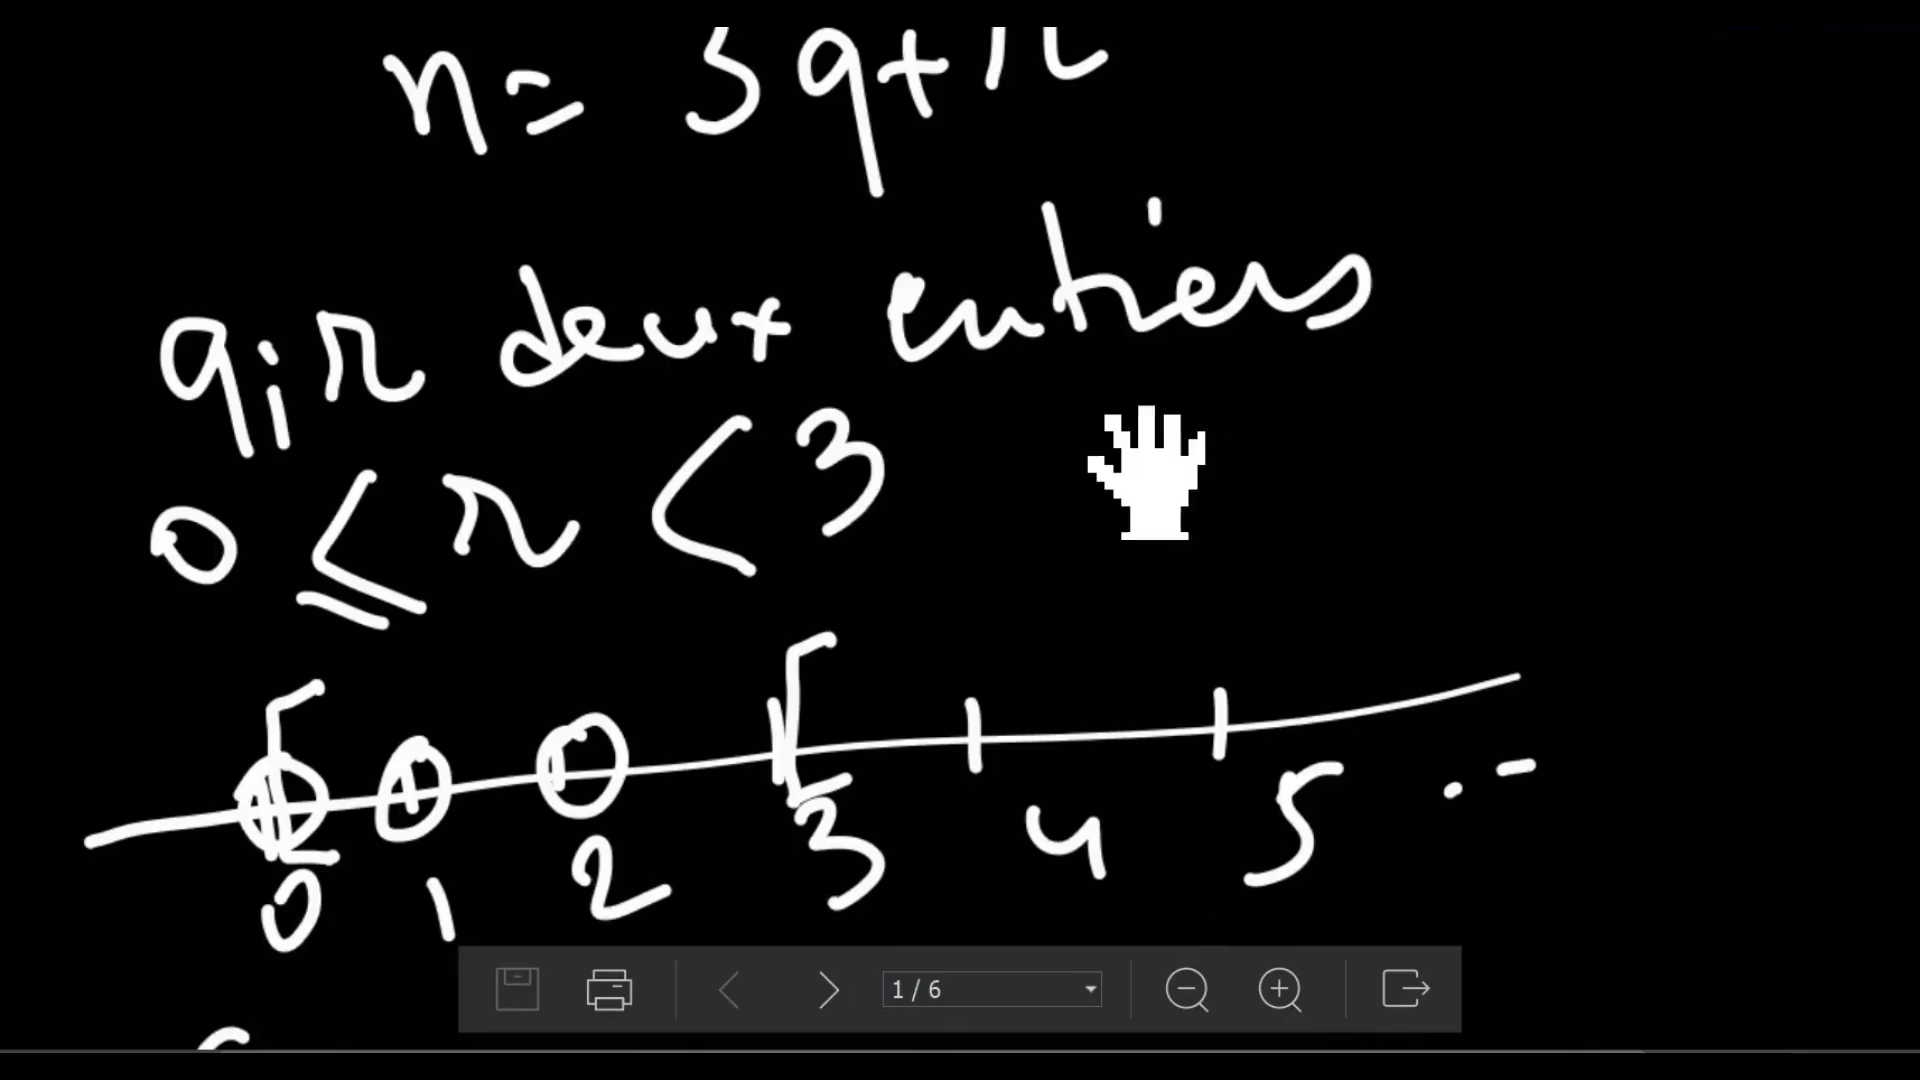 n = 3q + r
q; r deux entiers
0 ≤ r < 3
0 1 2 3 4 5 ..
1 / 6